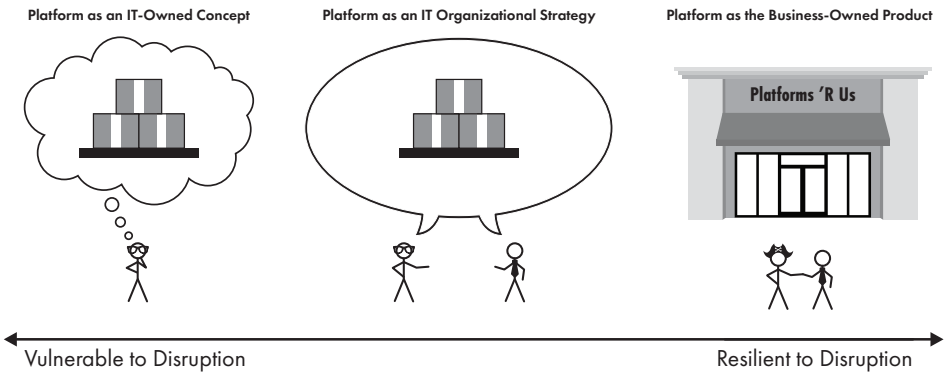 Platform as an IT-Owned Concept
Platform as an IT Organizational Strategy
Platform as the Business-Owned Product
Platforms ’R Us
Vulnerable to Disruption
Resilient to Disruption